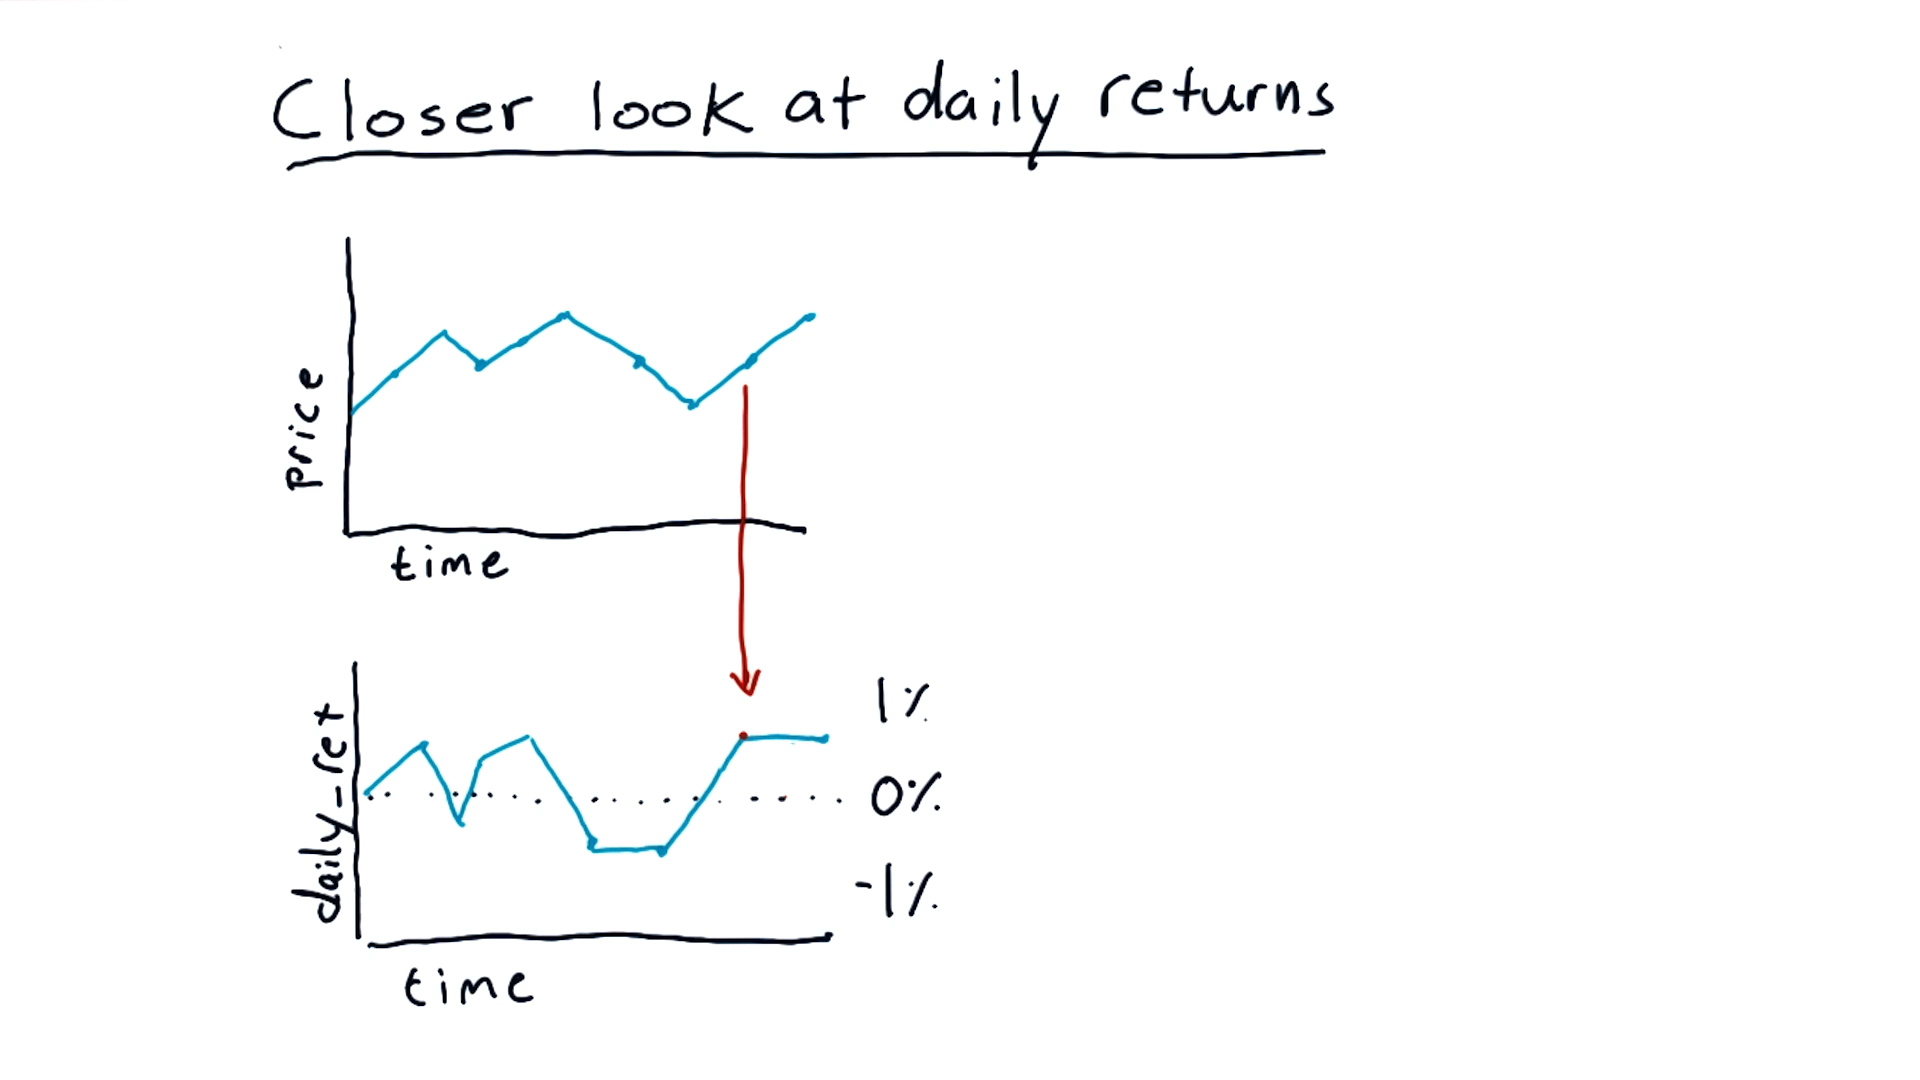 Closer look at daily returns
price
time
daily_ret
1%
0%
-1%
time